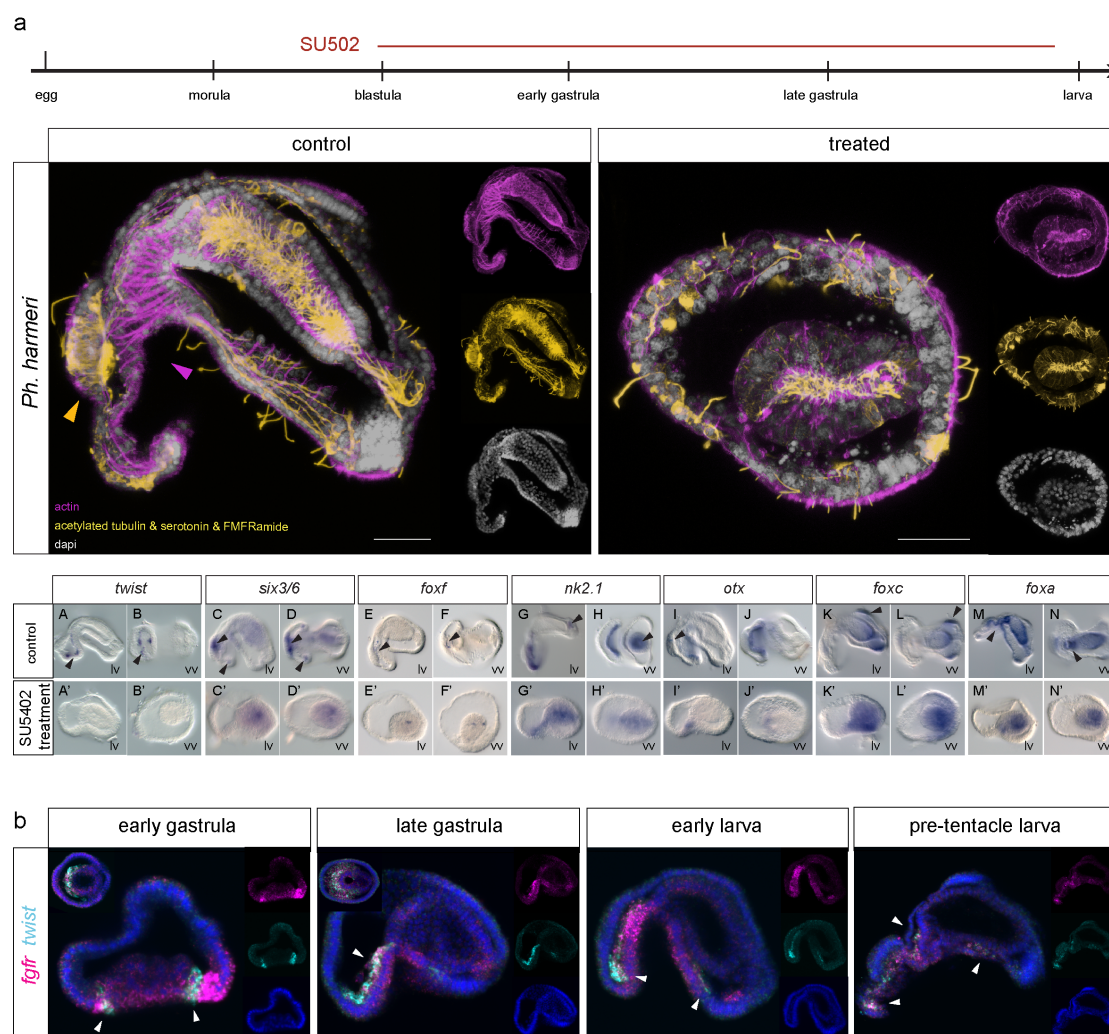 a
SU502
egg
morula
blastula
early gastrula
late gastrula
larva
control
treated
Ph. harmeri
actin
acetylated tubulin & serotonin & FMFRamide
dapi
twist
six3/6
foxf
nk2.1
otx
foxc
foxa
control
A lv
B vv
C lv
D vv
E lv
F vv
G lv
H vv
I lv
J vv
K lv
L vv
M lv
N vv
SU5402
treatment
A' lv
B' vv
C' lv
D' vv
E' lv
F' vv
G' lv
H' vv
I' lv
J' vv
K' lv
L' vv
M' lv
N' vv
b
early gastrula
late gastrula
early larva
pre-tentacle larva
fgfr twist